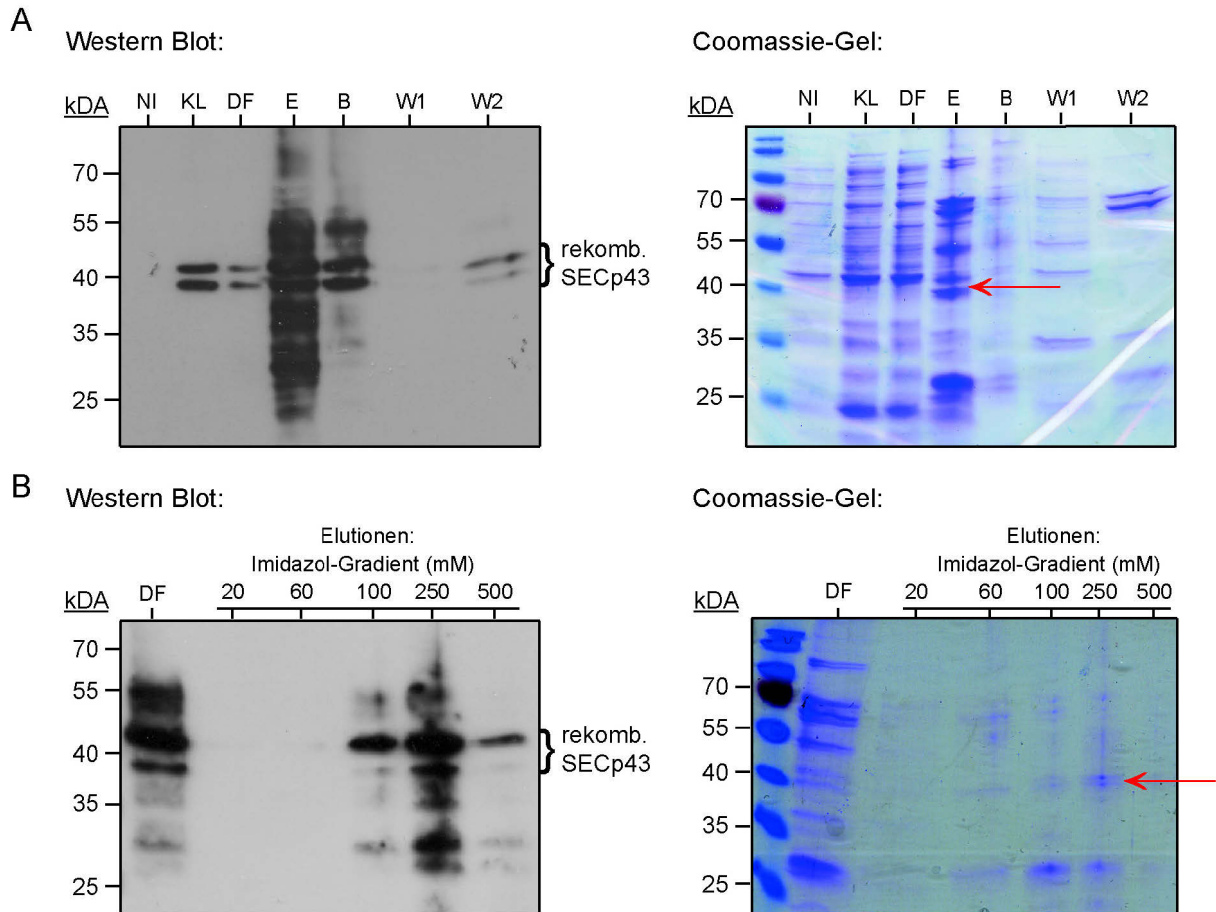 A
Western Blot:
Coomassie-Gel:
kDA NI KL DF E B W1 W2
70
55
40
35
25
rekomb.
SECp43
kDA NI KL DF E B W1 W2
70
55
40
35
25
B
Western Blot:
Coomassie-Gel:
Elutionen:
Imidazol-Gradient (mM)
kDA DF 20 60 100 250 500
70
55
40
35
25
rekomb.
SECp43
Elutionen:
Imidazol-Gradient (mM)
kDA DF 20 60 100 250 500
70
55
40
35
25